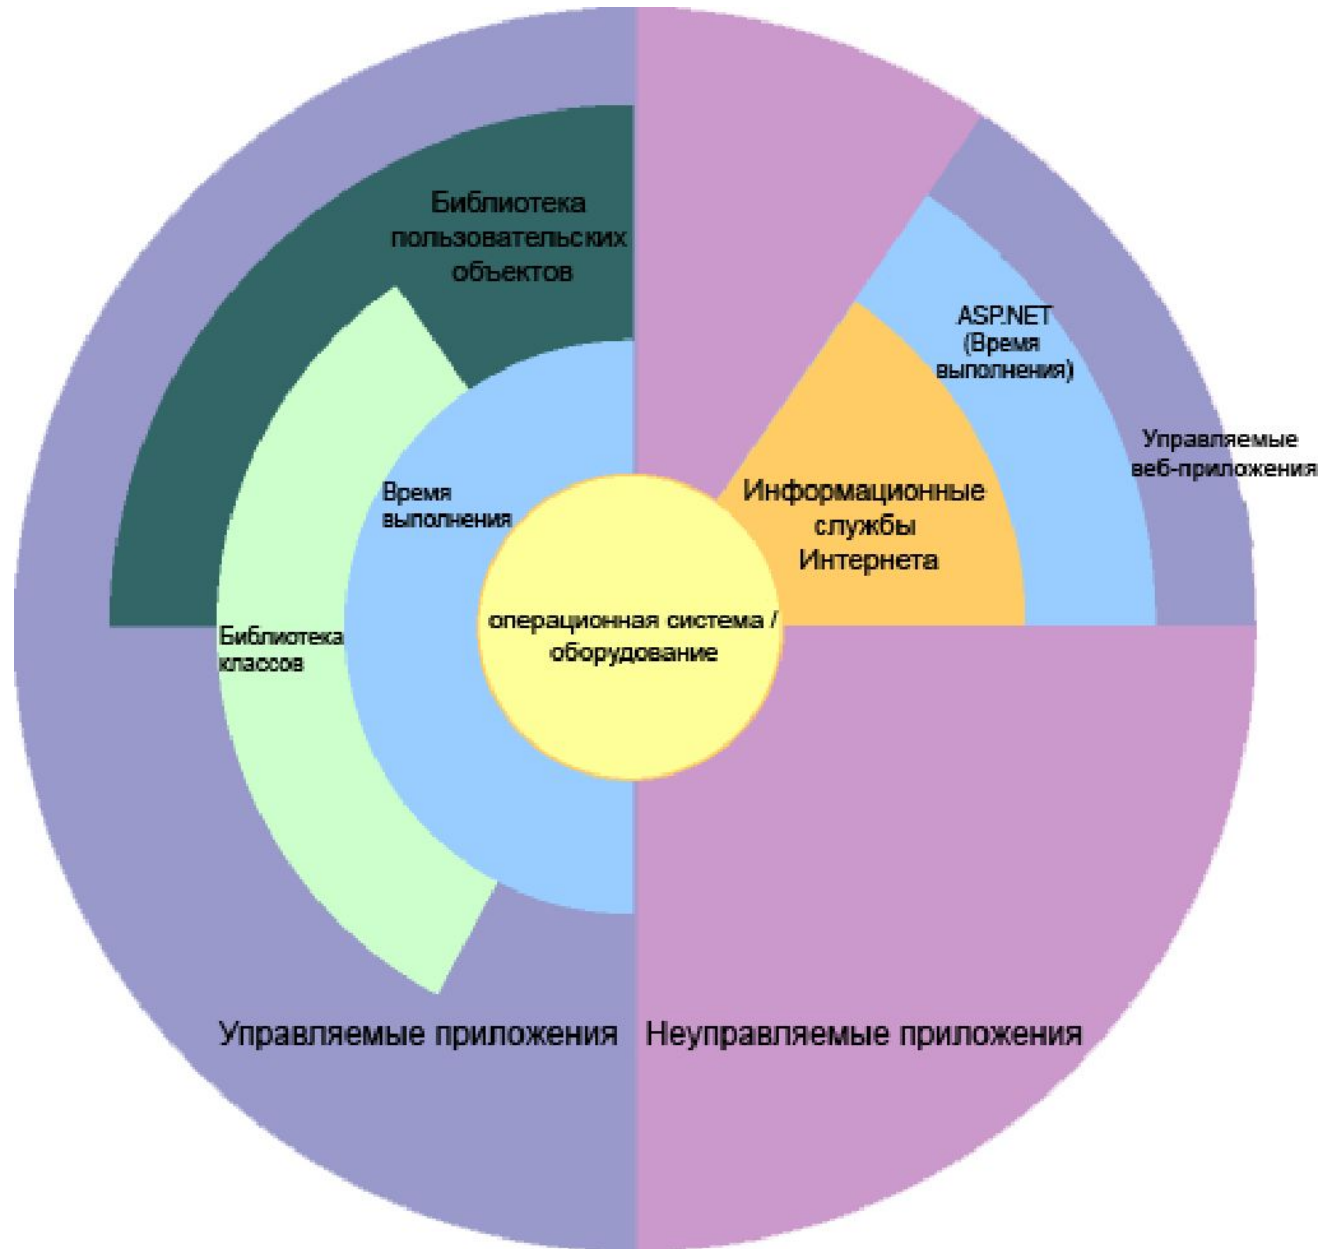 Библиотека
пользовательских
объектов
ASP.NET
(Время
выполнения)
Управляемые
веб-приложения
Время
выполнения
Информационные
службы
Интернета
операционная система /
оборудование
Библиотека
классов
Управляемые приложения
Неуправляемые приложения